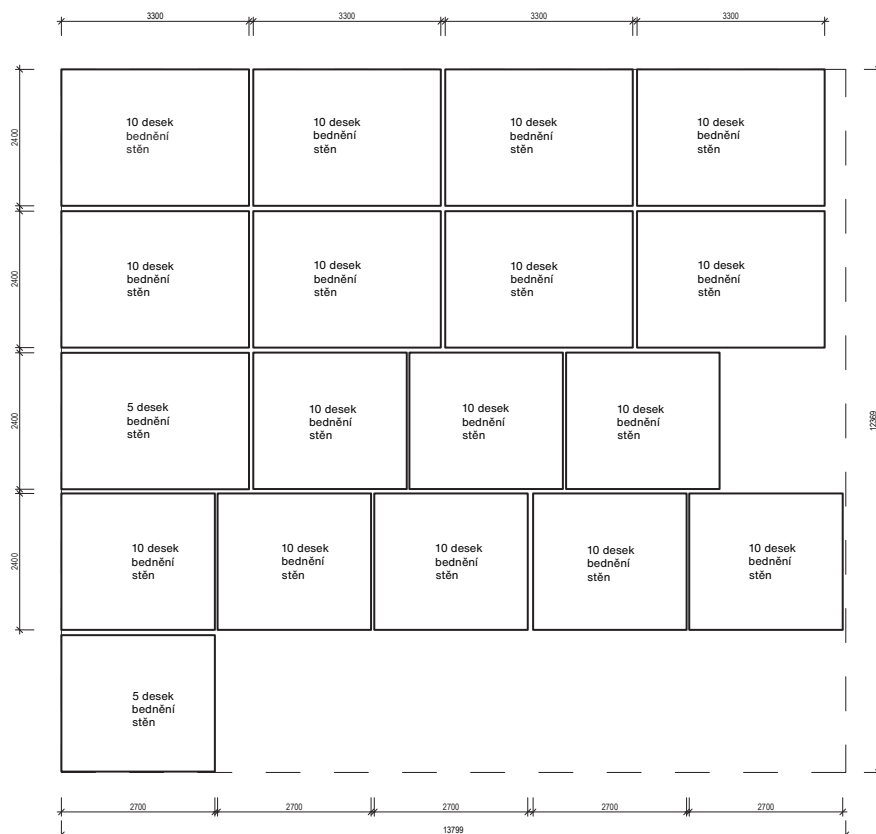 3300
3300
3300
3300
2400
10 desek
bednění
stěn
10 desek
bednění
stěn
10 desek
bednění
stěn
10 desek
bednění
stěn
2400
10 desek
bednění
stěn
10 desek
bednění
stěn
10 desek
bednění
stěn
10 desek
bednění
stěn
2400
5 desek
bednění
stěn
10 desek
bednění
stěn
10 desek
bednění
stěn
10 desek
bednění
stěn
12369
2400
10 desek
bednění
stěn
10 desek
bednění
stěn
10 desek
bednění
stěn
10 desek
bednění
stěn
10 desek
bednění
stěn
5 desek
bednění
stěn
2700
2700
2700
2700
2700
13799